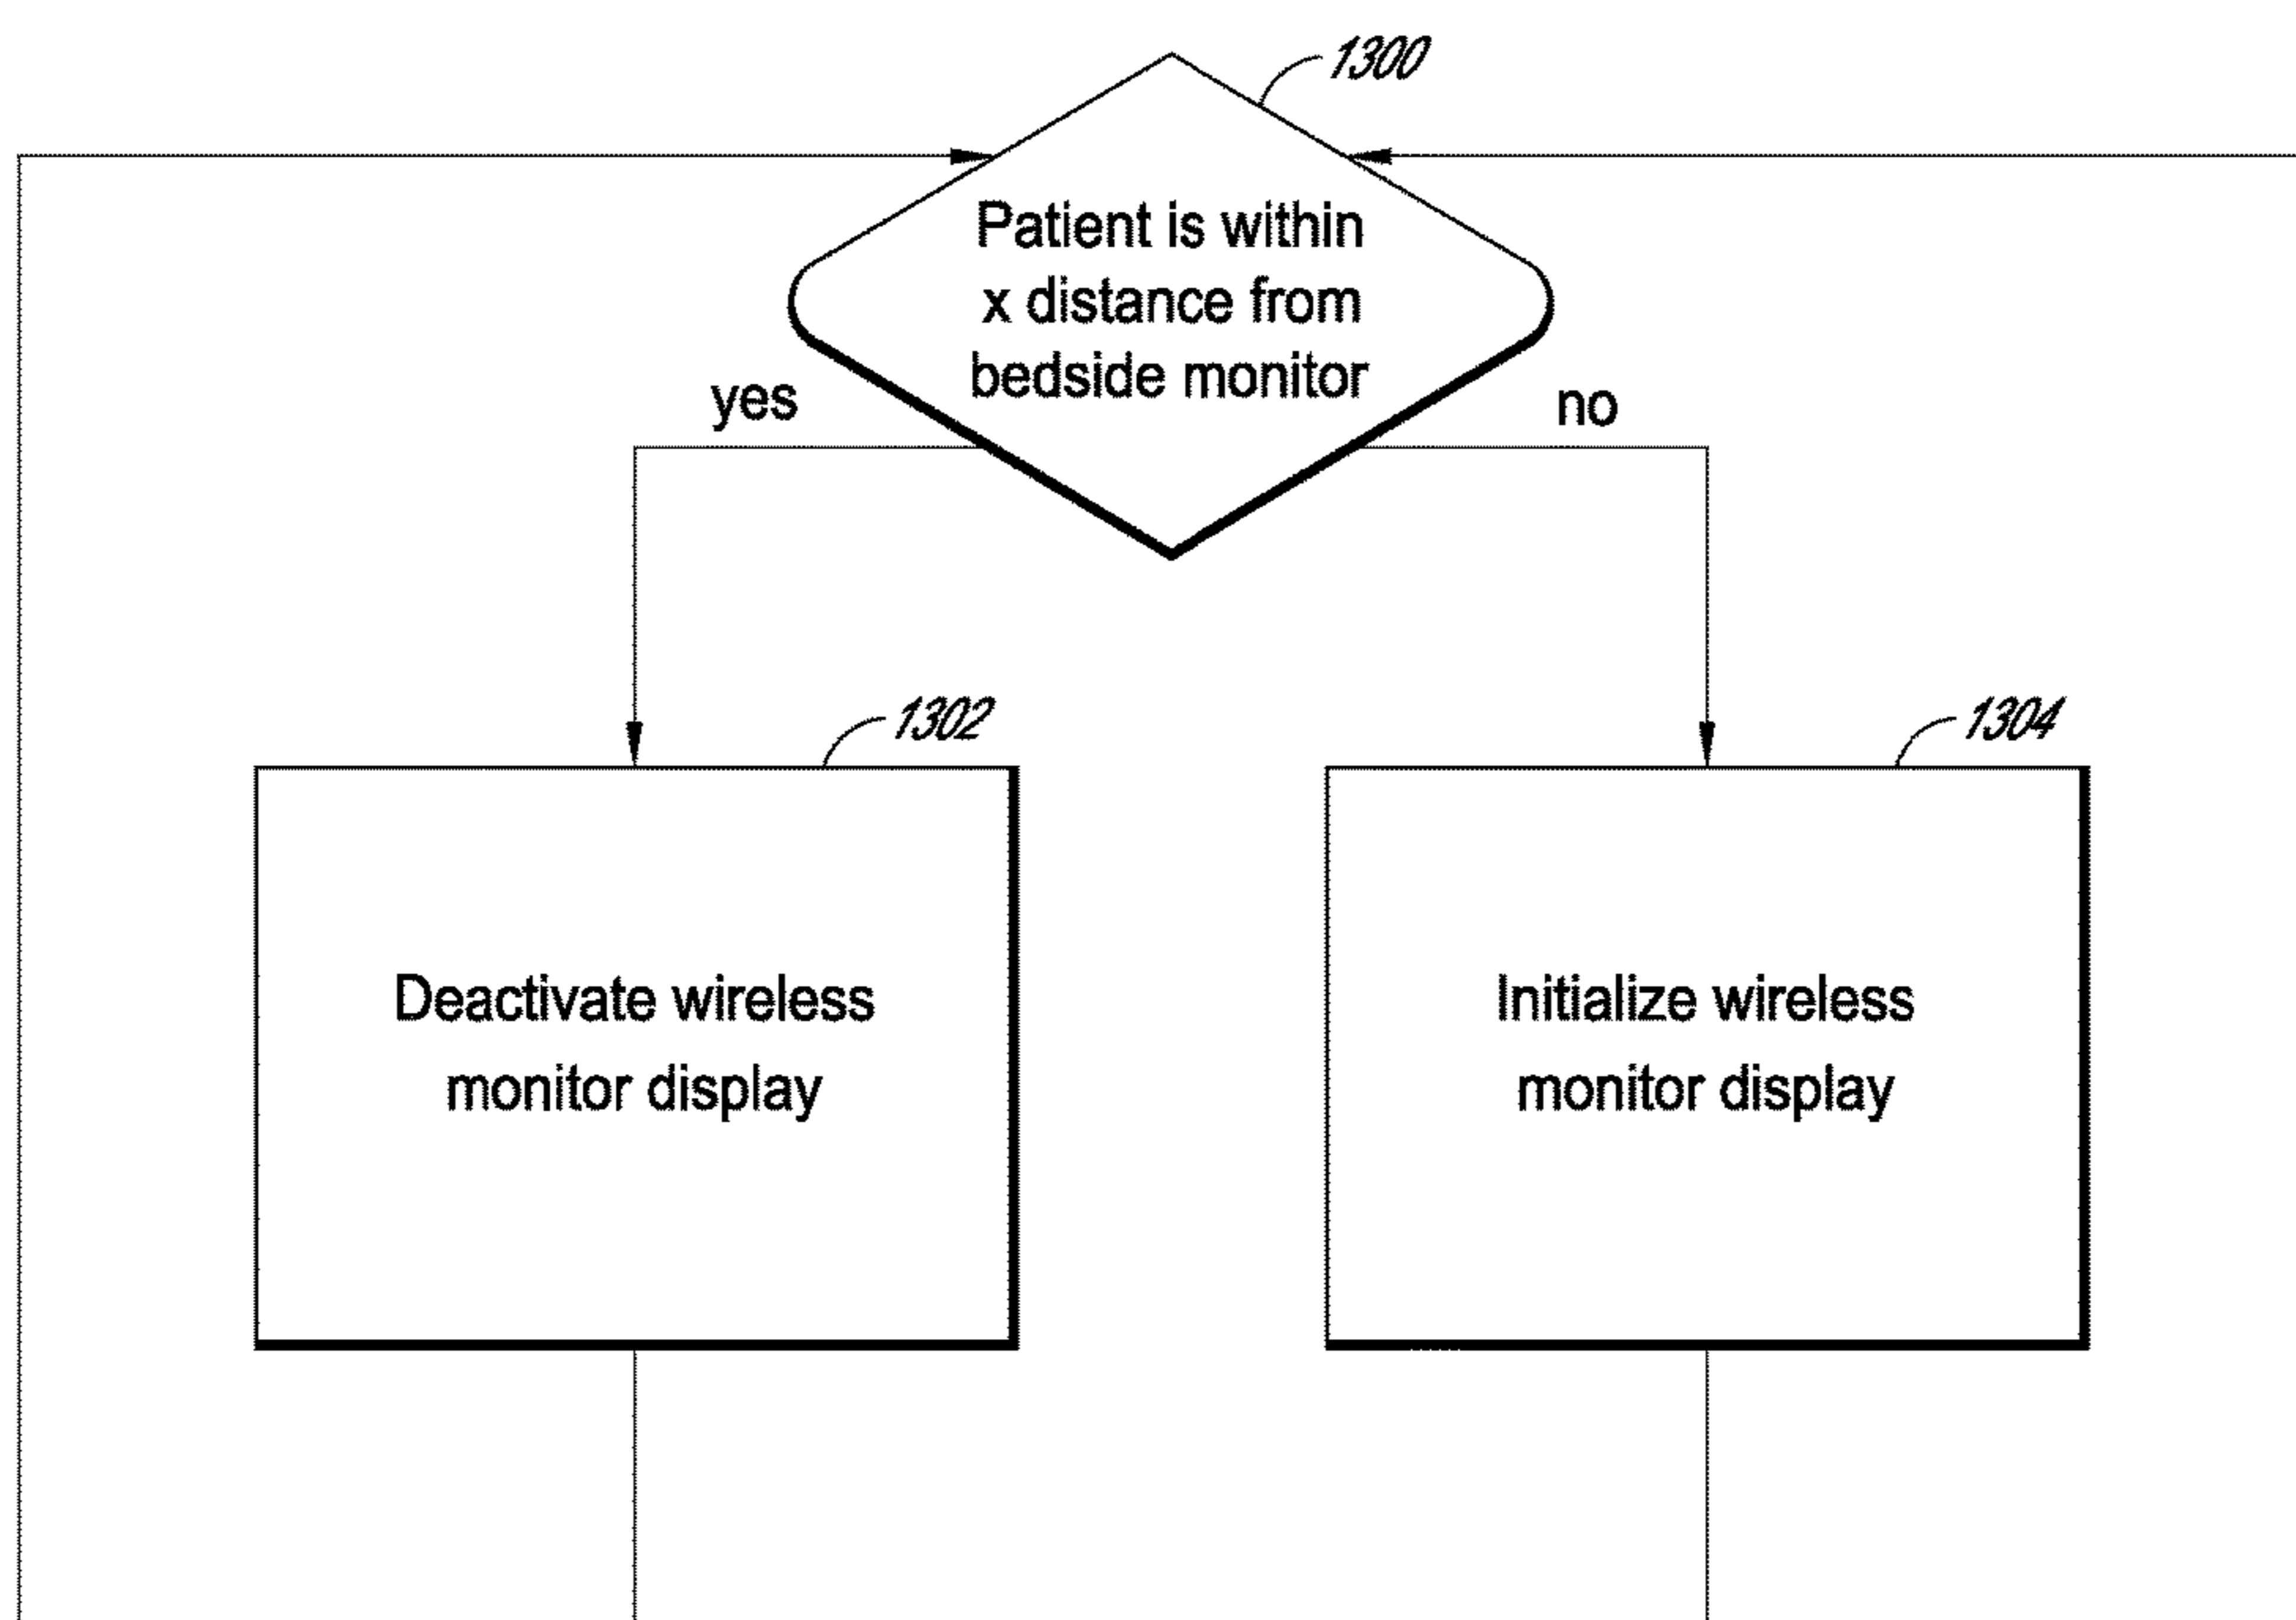 1300
Patient is within
x distance from
bedside monitor
yes
no
1302
1304
Deactivate wireless
monitor display
Initialize wireless
monitor display